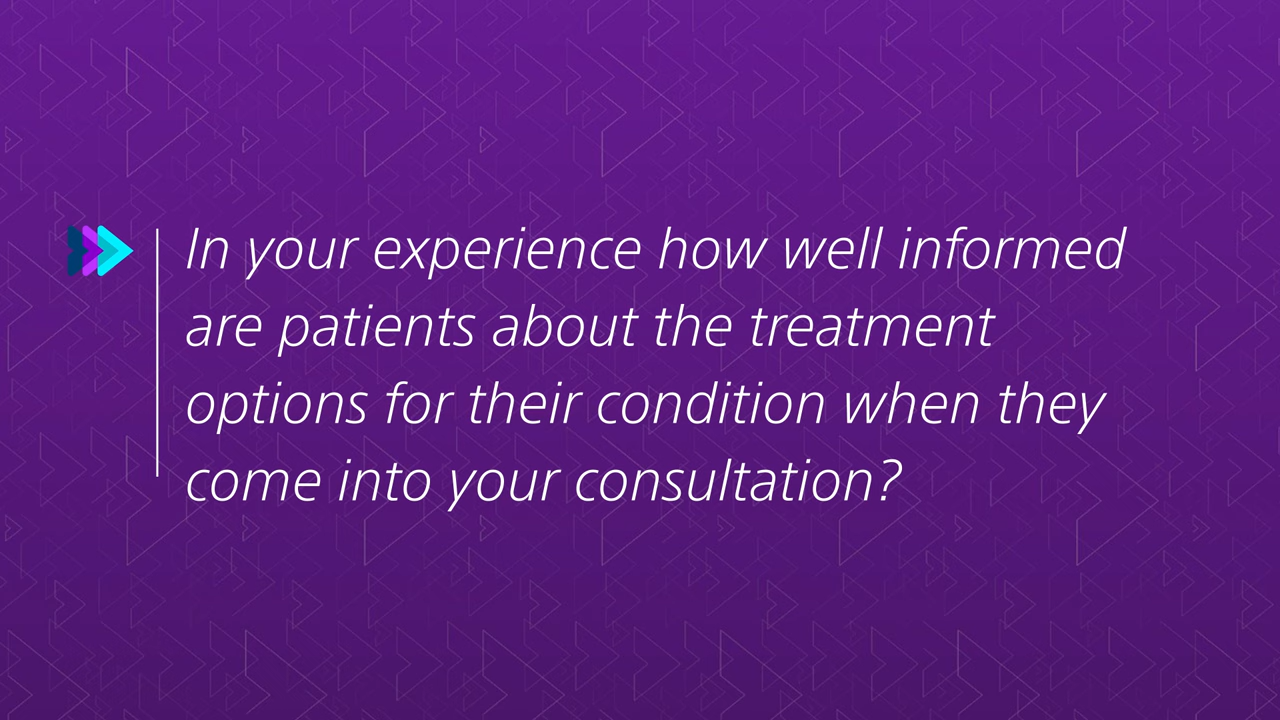 In your experience how well informed
are patients about the treatment
options for their condition when they
come into your consultation?